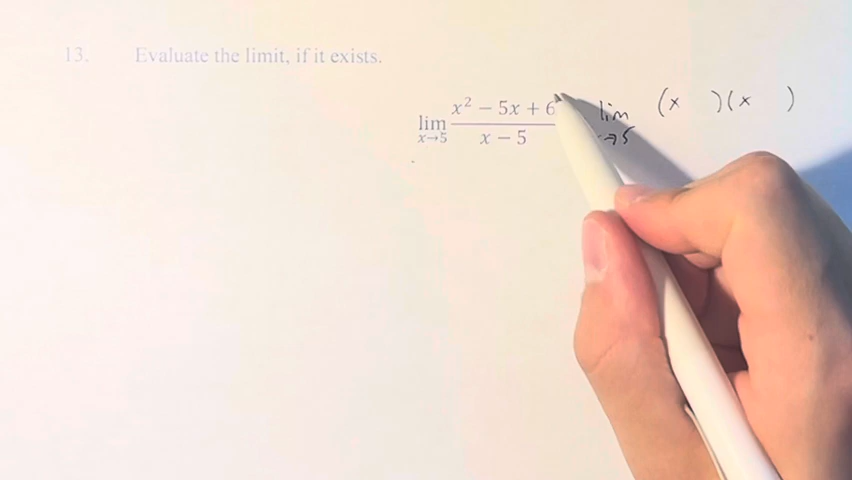 13. Evaluate the limit, if it exists.
lim x→5 (x² − 5x + 6)/(x − 5) lim →5 (x )(x )